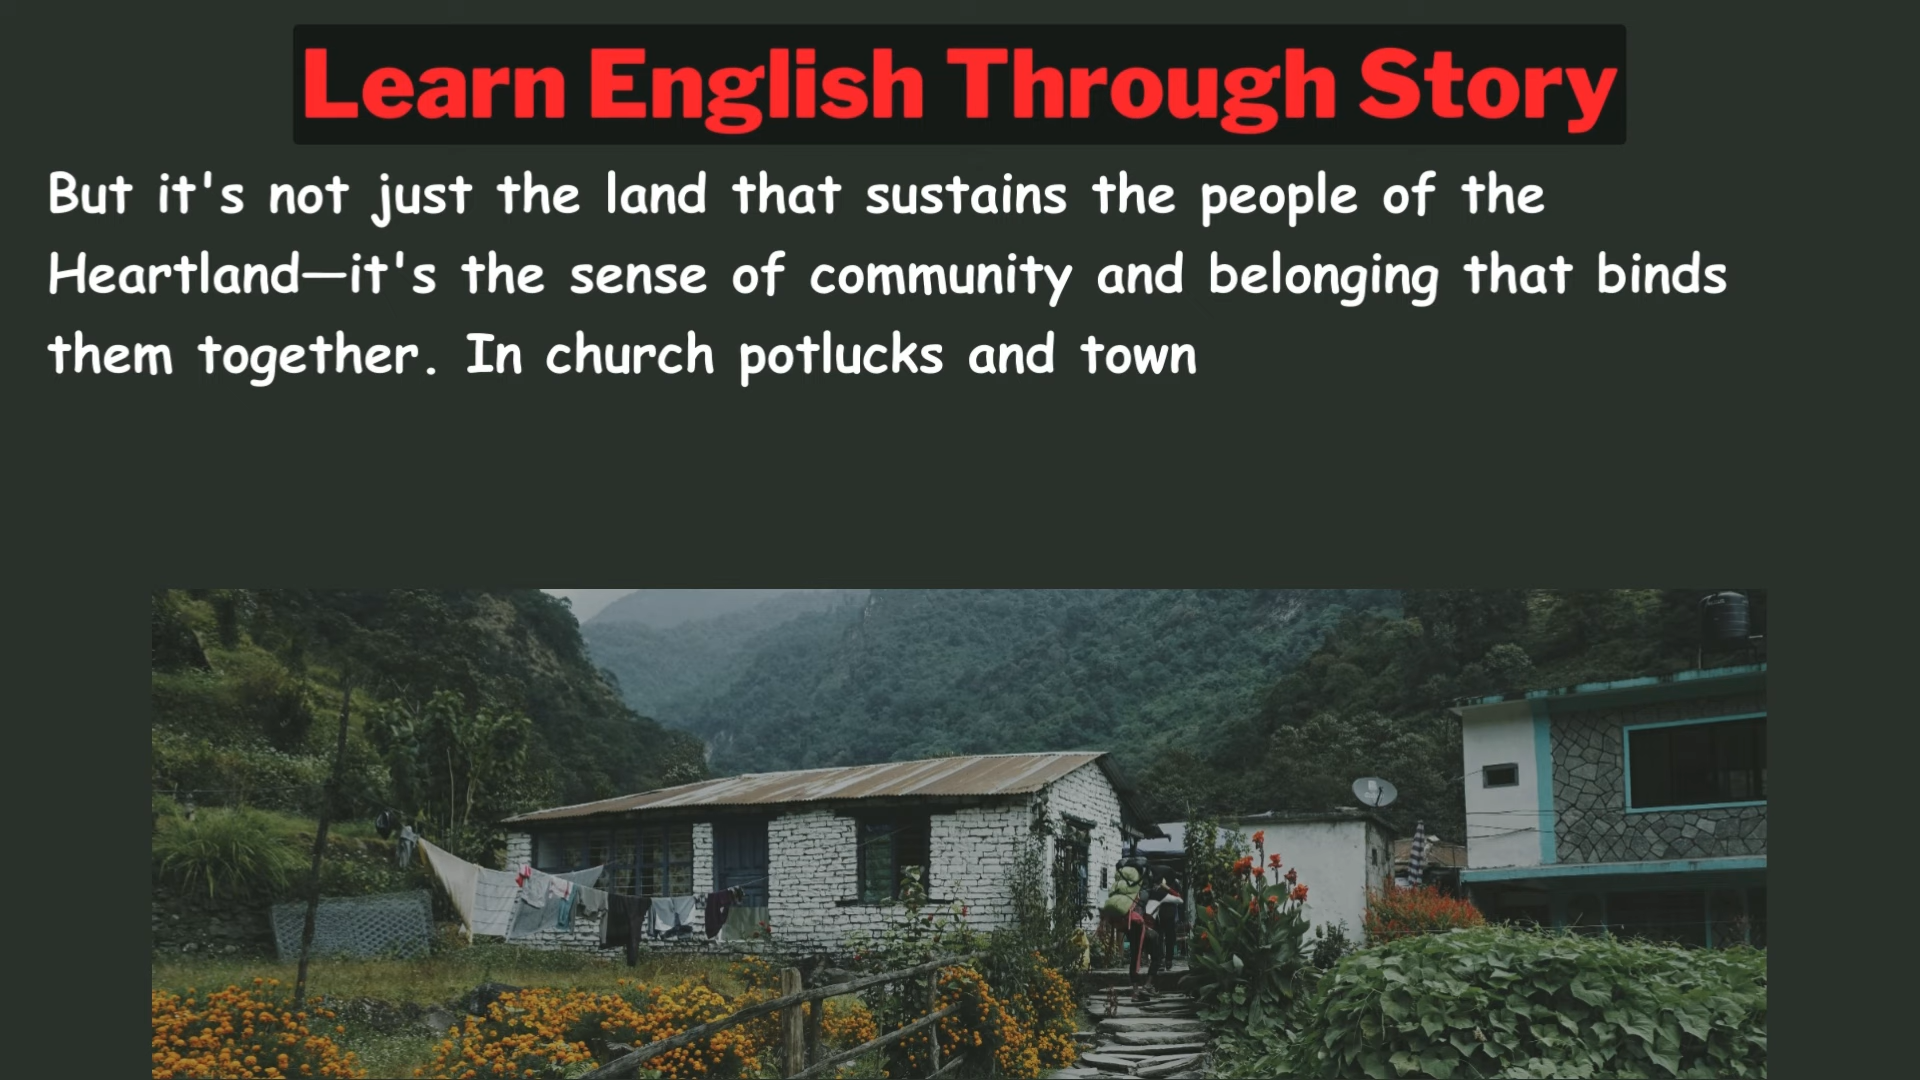 Learn English Through Story
But it's not just the land that sustains the people of the
Heartland—it's the sense of community and belonging that binds
them together. In church potlucks and town